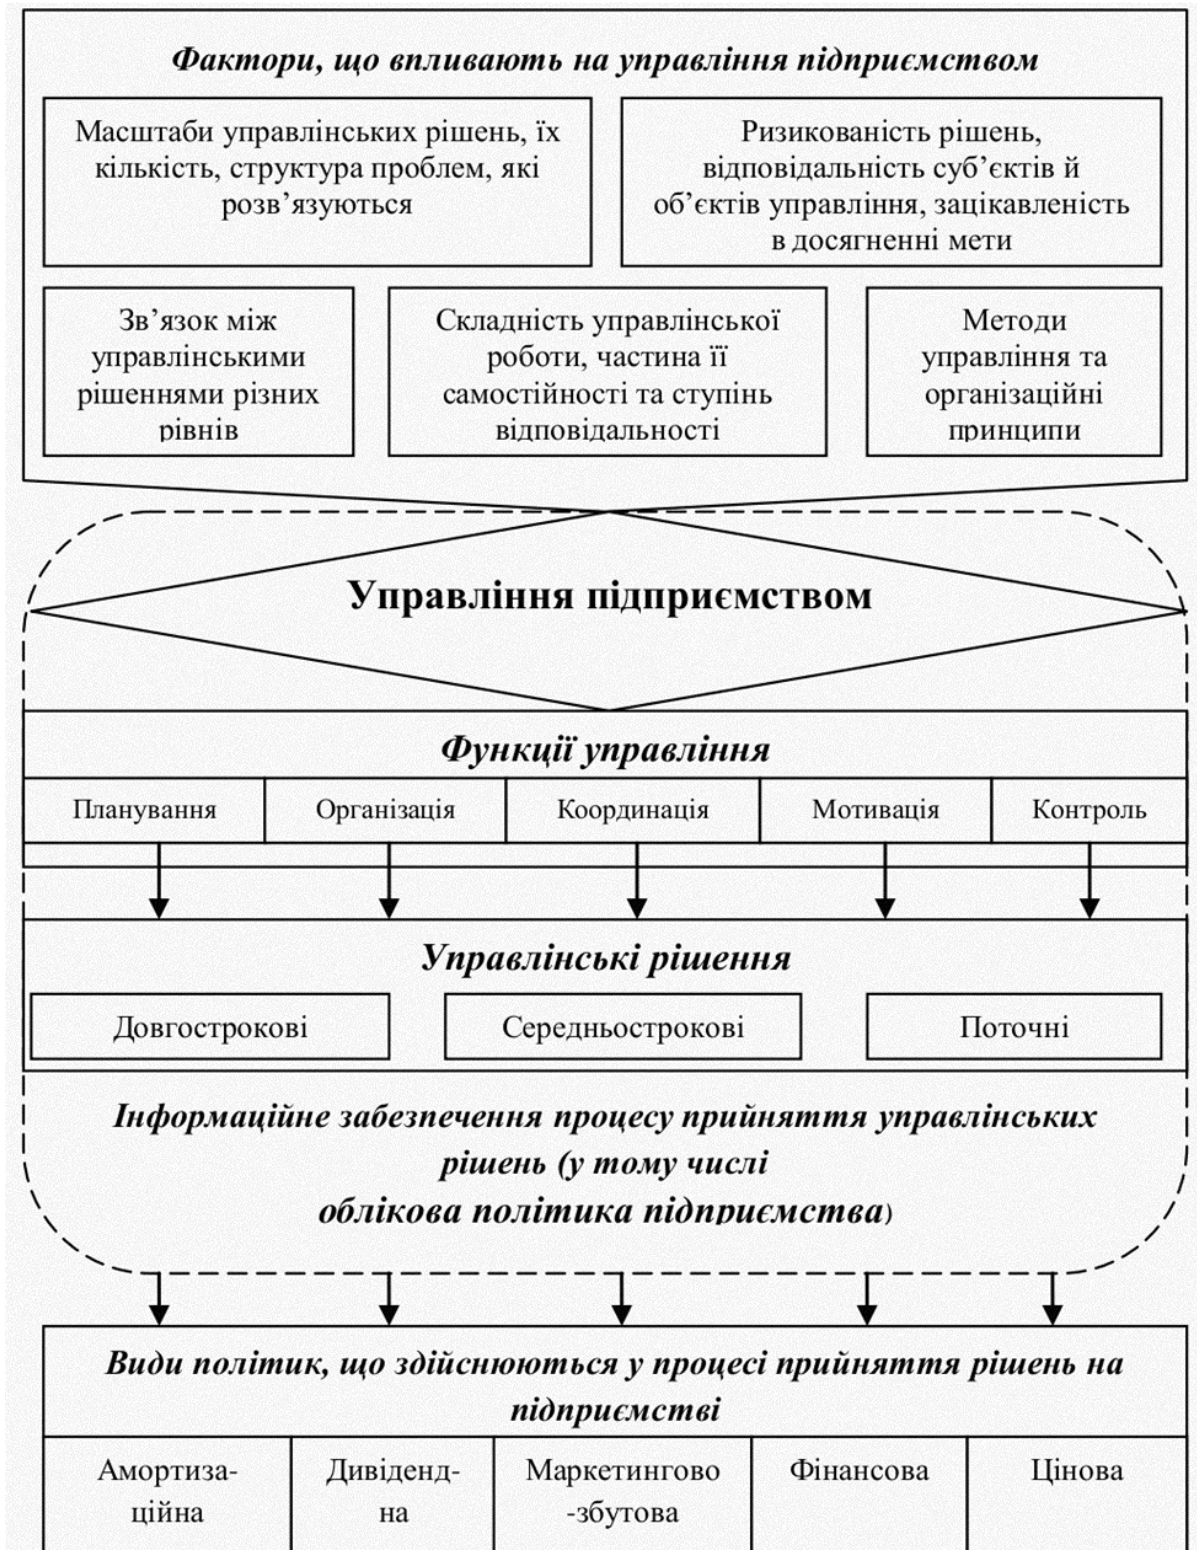 Фактори, що впливають на управління підприємством
Масштаби управлінських рішень, їх
кількість, структура проблем, які
розв’язуються
Ризикованість рішень,
відповідальність суб’єктів й
об’єктів управління, зацікавленість
в досягненні мети
Зв’язок між
управлінськими
рішеннями різних
рівнів
Складність управлінської
роботи, частина її
самостійності та ступінь
відповідальності
Методи
управління та
організаційні
принципи
Управління підприємством
Функції управління
Планування
Організація
Координація
Мотивація
Контроль
Управлінські рішення
Довгострокові
Середньострокові
Поточні
Інформаційне забезпечення процесу прийняття управлінських
рішень (у тому числі
облікова політика підприємства)
Види політик, що здійснюються у процесі прийняття рішень на
підприємстві
Амортиза-
ційна
Дивіденд-
на
Маркетингово
-збутова
Фінансова
Цінова